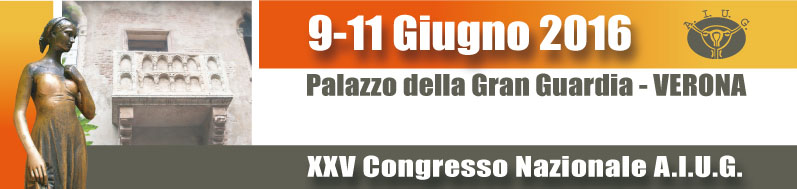 9-11 Giugno 2016
A.I.U.G.
Palazzo della Gran Guardia - VERONA
XXV Congresso Nazionale A.I.U.G.